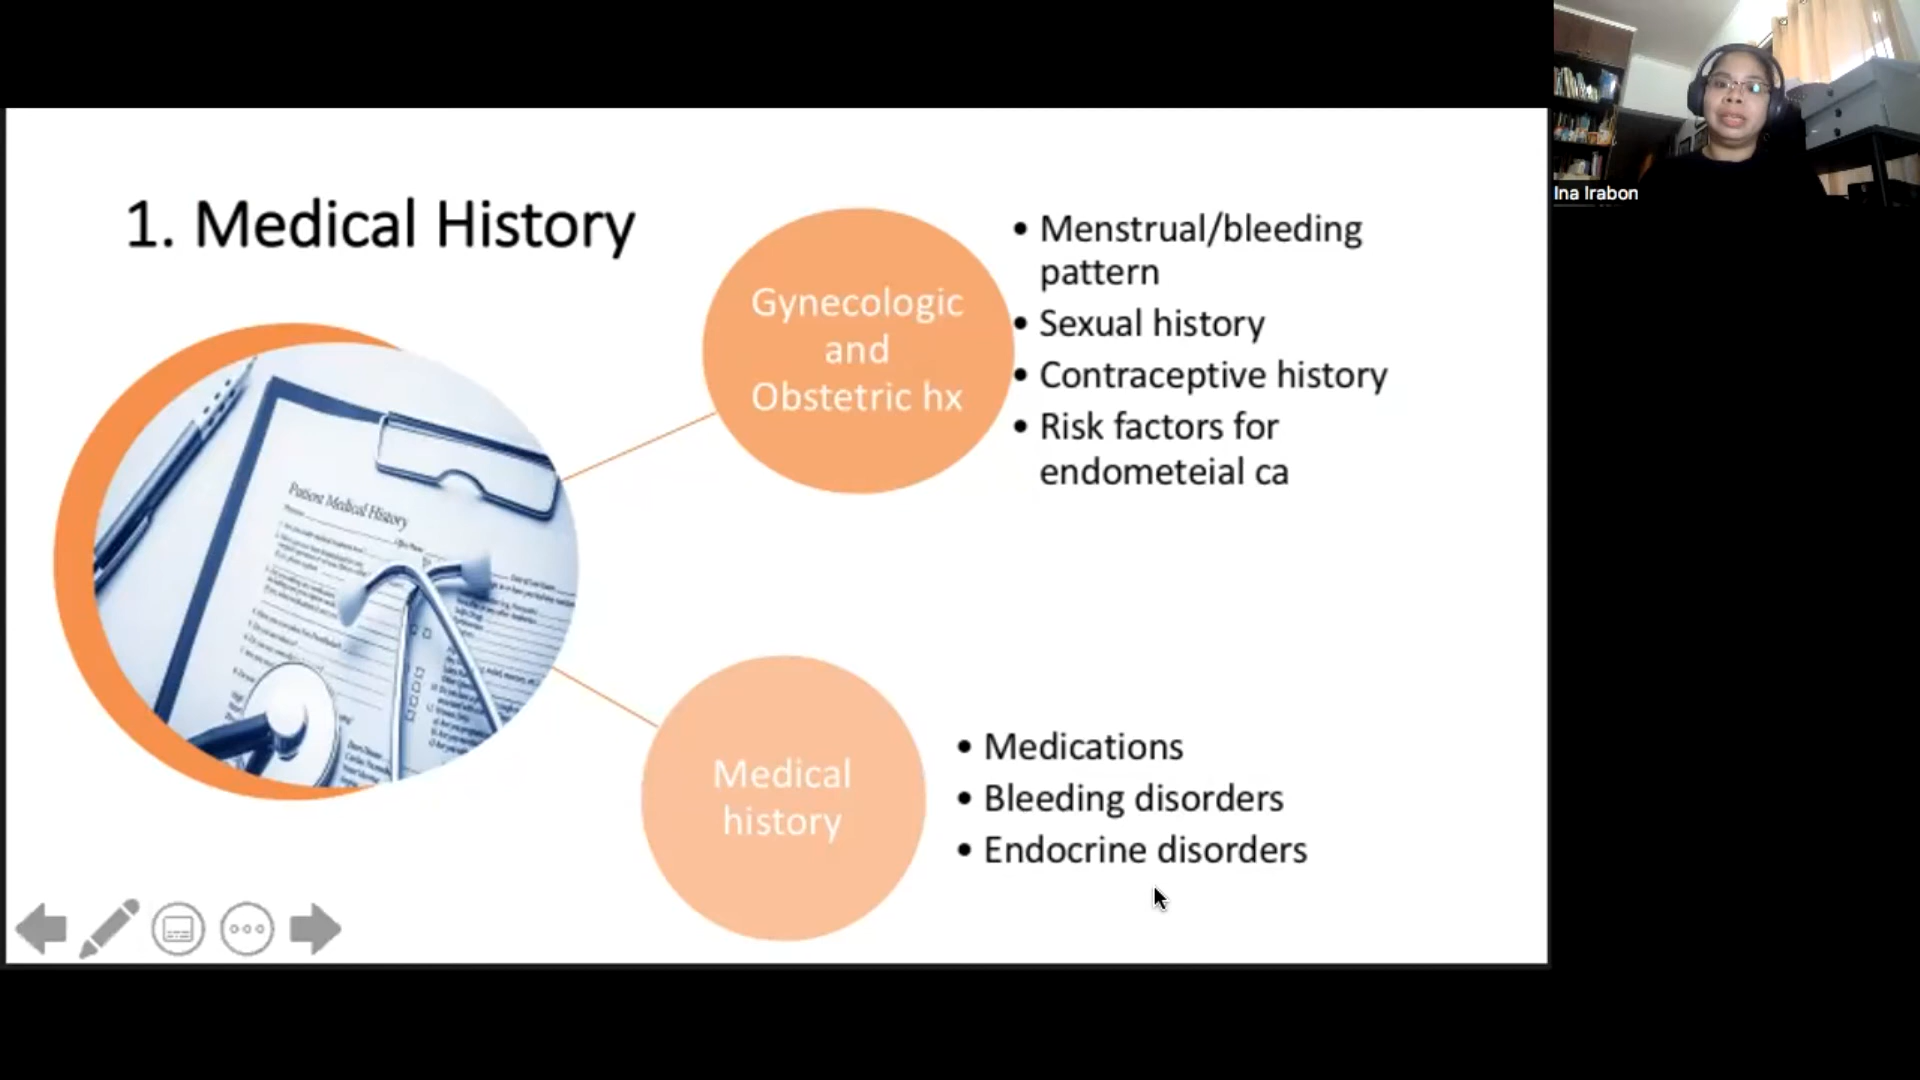 1. Medical History
Gynecologic
and
Obstetric hx
• Menstrual/bleeding
pattern
• Sexual history
• Contraceptive history
• Risk factors for
endometeial ca
Patient Medical History
Medical
history
• Medications
• Bleeding disorders
• Endocrine disorders
Ina Irabon